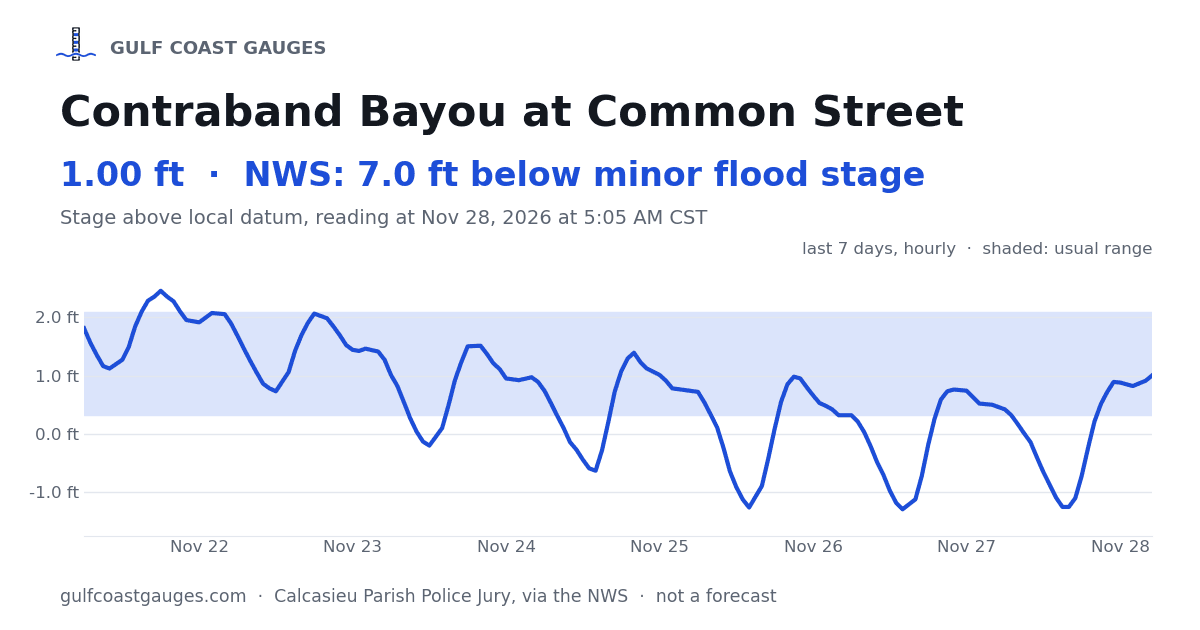 GULF COAST GAUGES
Contraband Bayou at Common Street
1.00 ft · NWS: 7.0 ft below minor flood stage
Stage above local datum, reading at Nov 28, 2026 at 5:05 AM CST
last 7 days, hourly · shaded: usual range
2.0 ft
1.0 ft
0.0 ft
-1.0 ft
Nov 22 Nov 23 Nov 24 Nov 25 Nov 26 Nov 27 Nov 28
gulfcoastgauges.com · Calcasieu Parish Police Jury, via the NWS · not a forecast